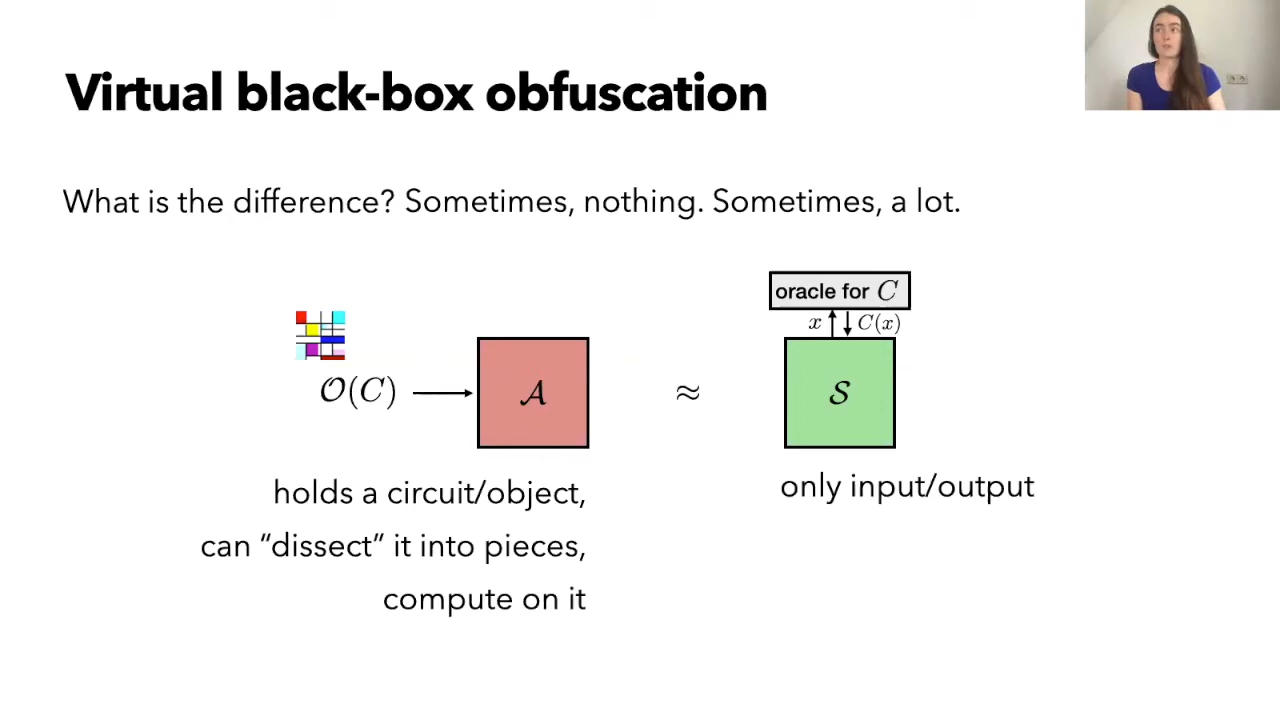 Virtual black-box obfuscation
What is the difference? Sometimes, nothing. Sometimes, a lot.
oracle for C
x C(x)
𝒪(C) 𝒜 ≈ 𝒮
holds a circuit/object,
can “dissect” it into pieces,
compute on it
only input/output